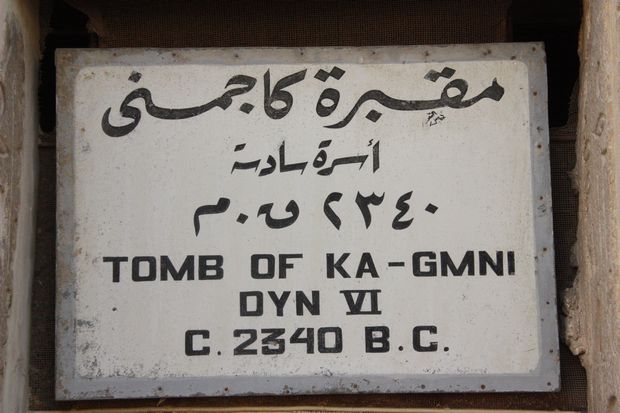 مقبرة كاجمنى
أسرة سادسة
٢٣٤٠ ق.م
TOMB OF KA-GMNI
DYN VI
C. 2340 B.C.